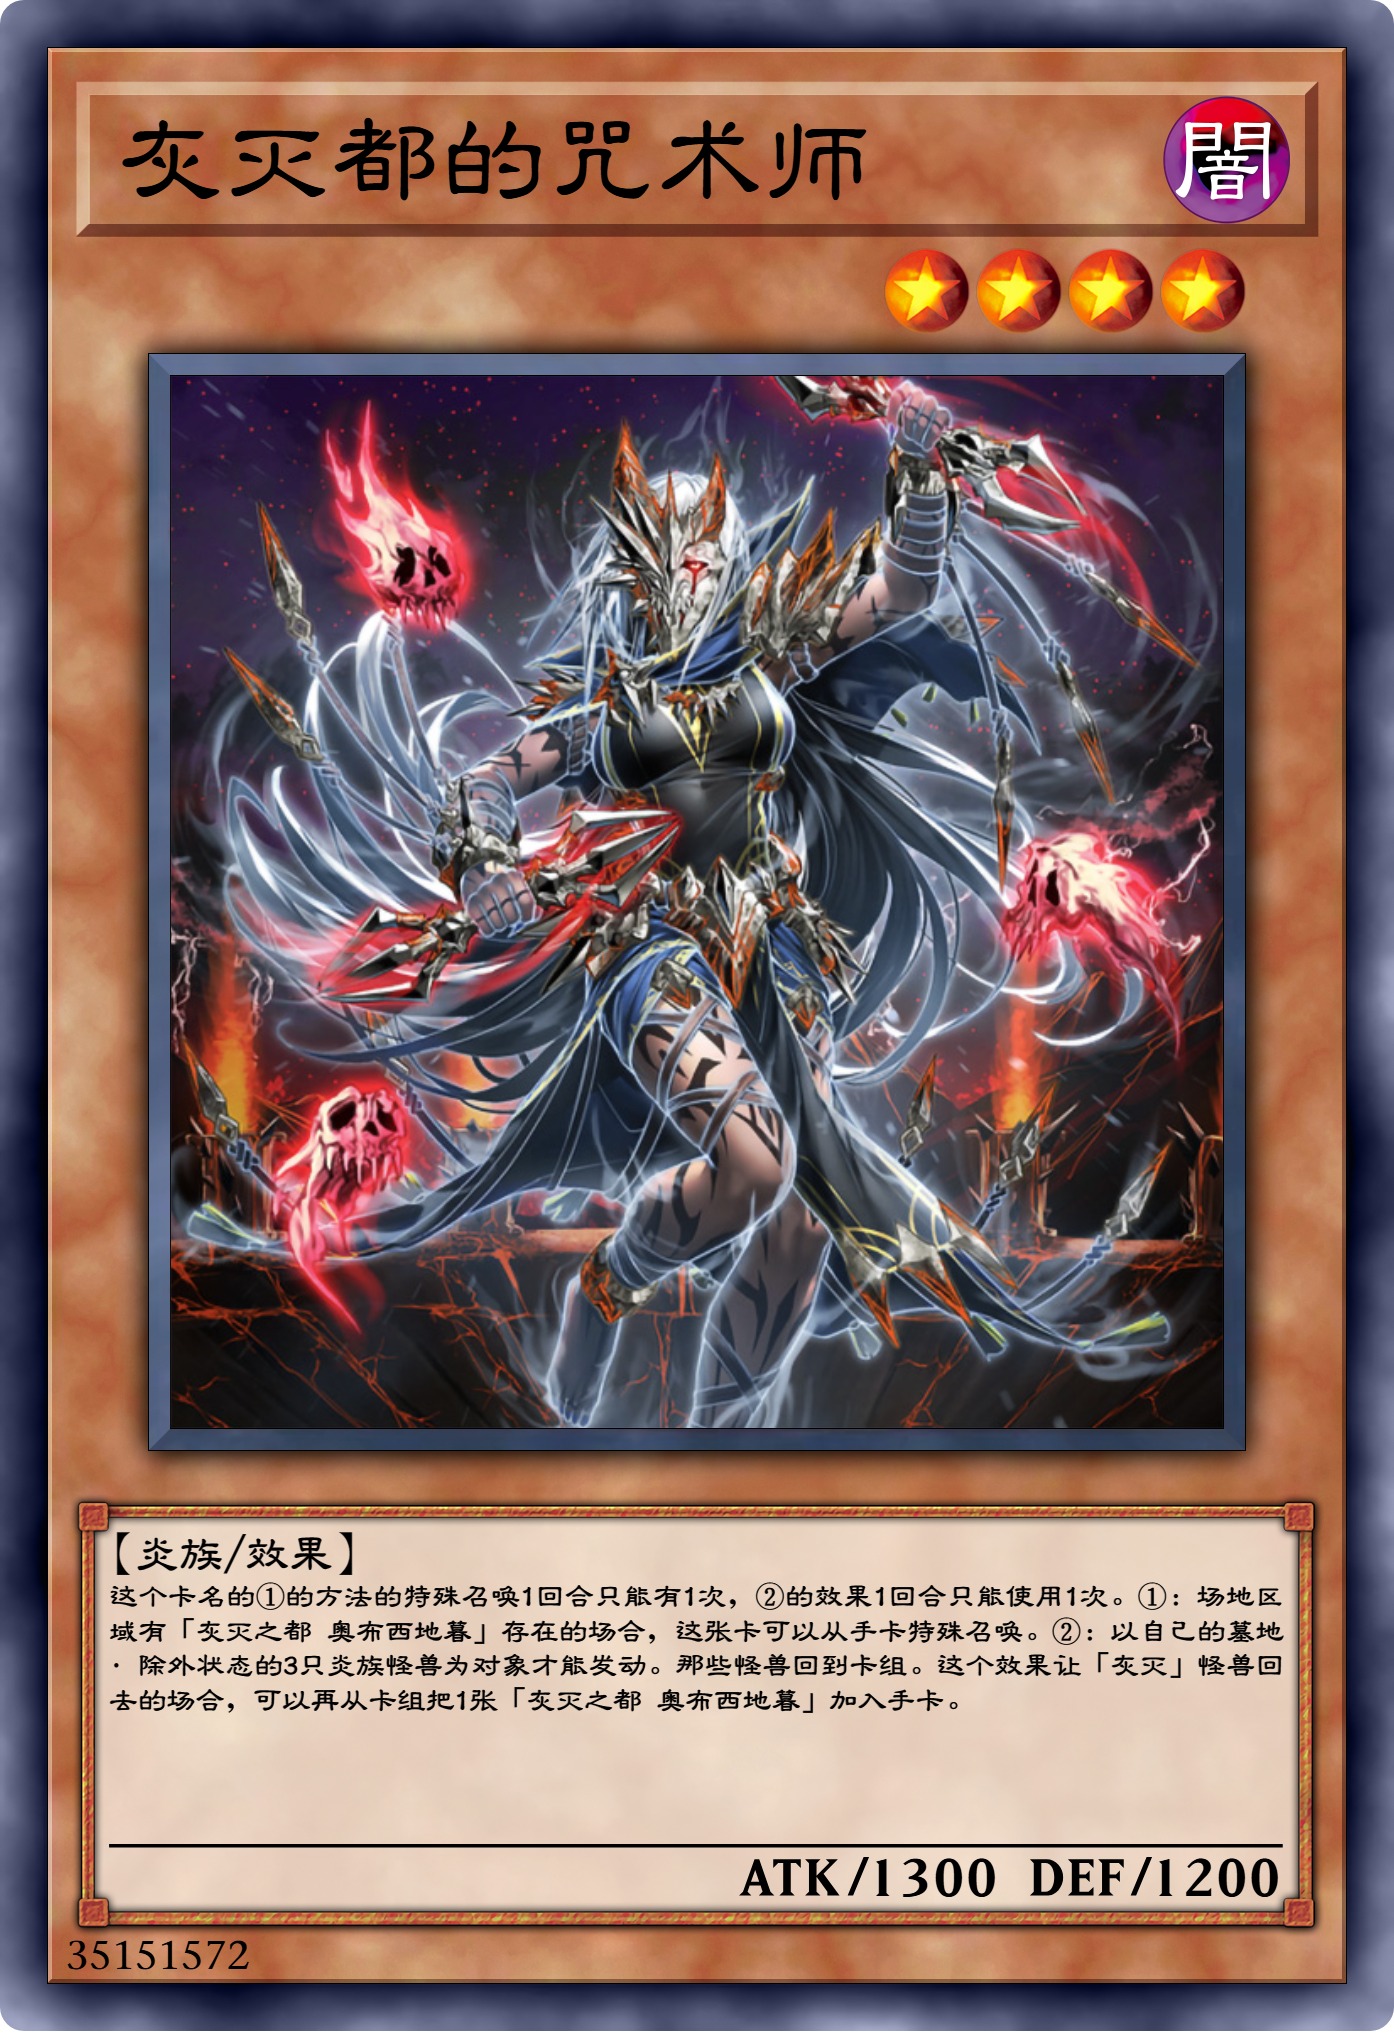 灰灭都的咒术师
闇
【炎族/效果】
这个卡名的①的方法的特殊召唤1回合只能有1次，②的效果1回合只能使用1次。①：场地区
域有「灰灭之都 奥布西地暮」存在的场合，这张卡可以从手卡特殊召唤。②：以自己的墓地
·除外状态的3只炎族怪兽为对象才能发动。那些怪兽回到卡组。这个效果让「灰灭」怪兽回
去的场合，可以再从卡组把1张「灰灭之都 奥布西地暮」加入手卡。
ATK/1300 DEF/1200
35151572